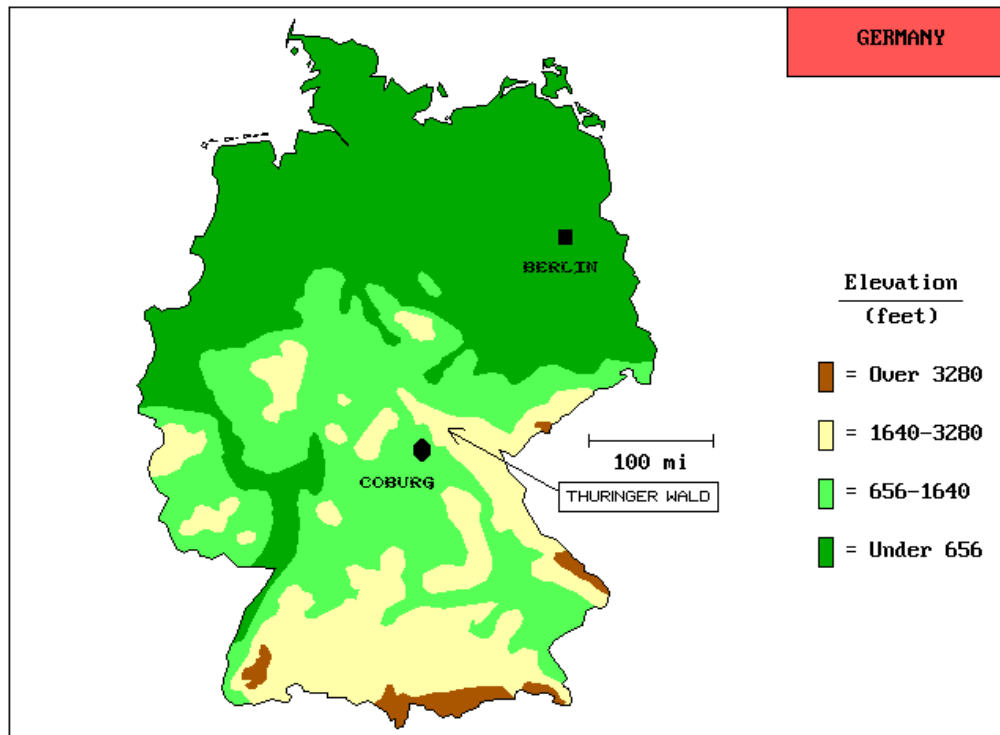 GERMANY
BERLIN
Elevation
(feet)
= Over 3280
= 1640-3280
= 656-1640
= Under 656
100 mi
COBURG
THURINGER WALD